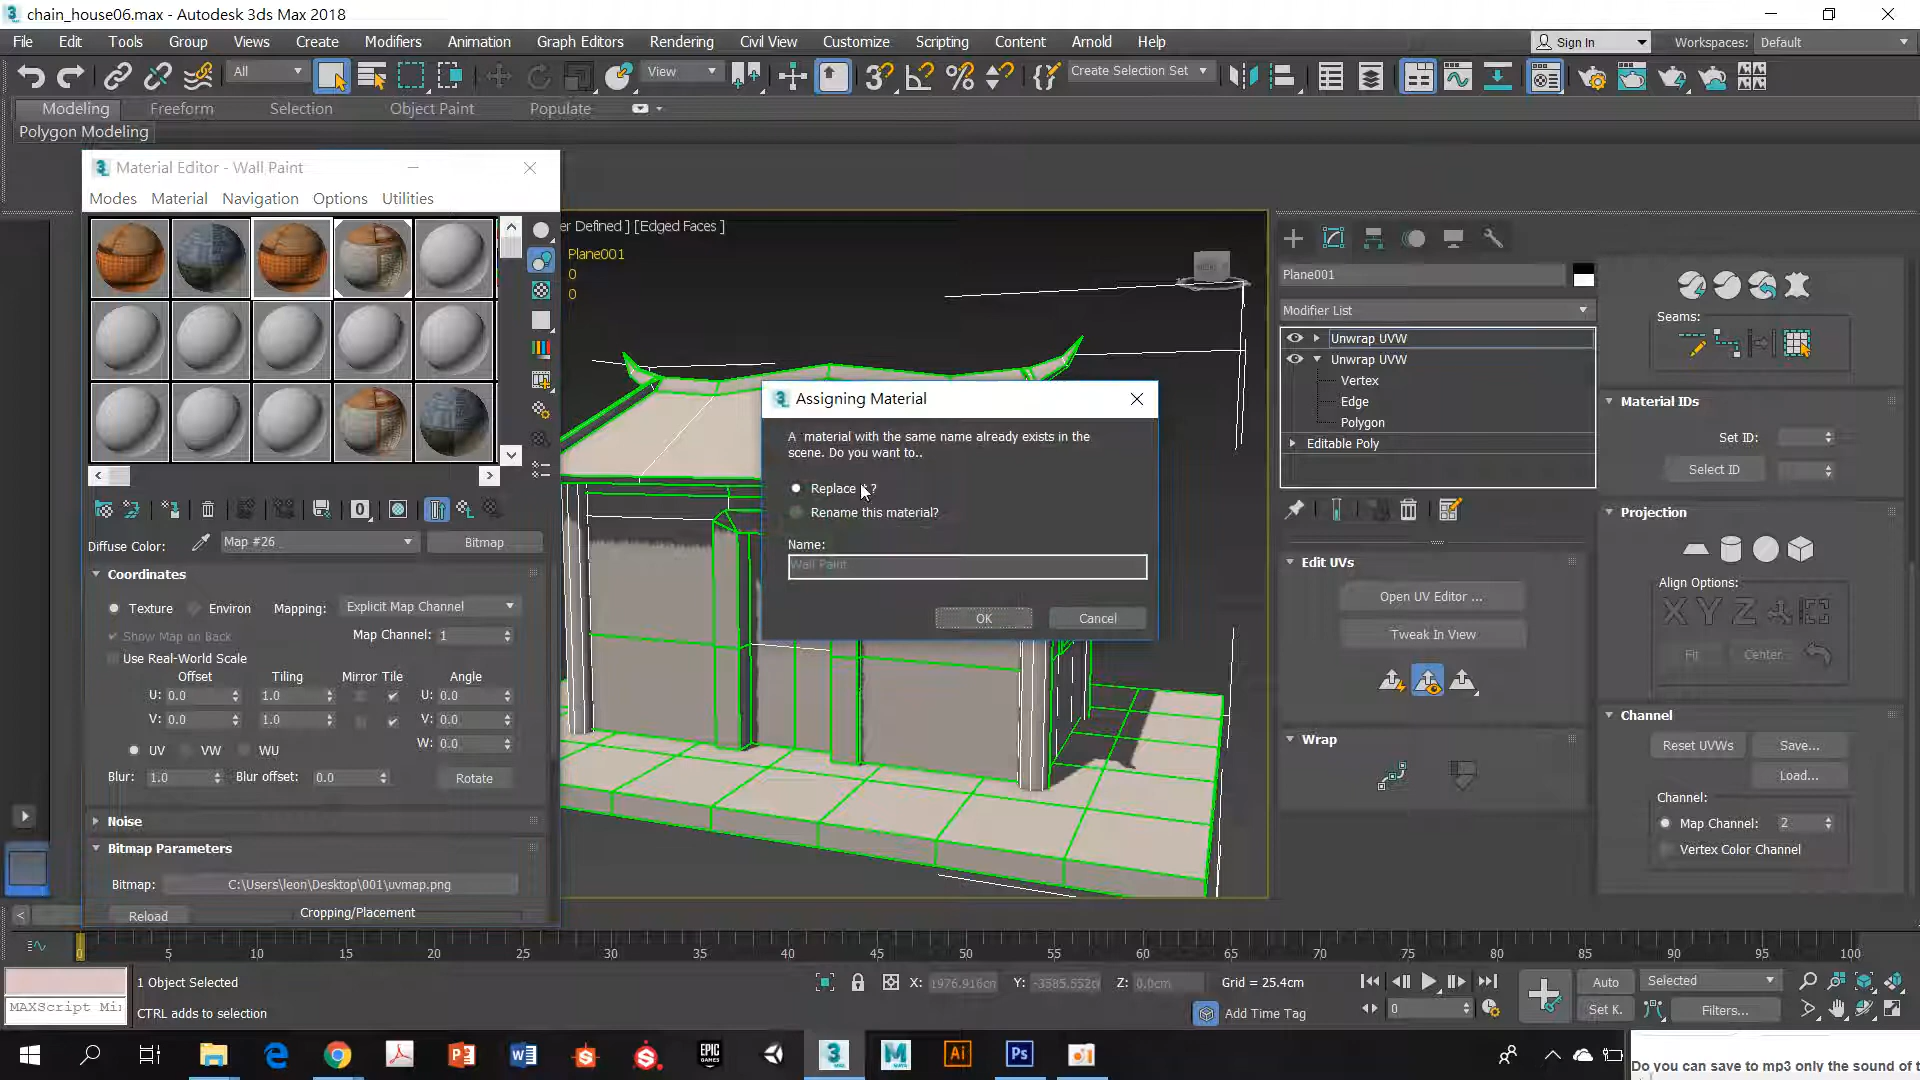 chain_house06.max - Autodesk 3ds Max 2018
File Edit Tools Group Views Create Modifiers Animation Graph Editors Rendering Civil View Customize Scripting Content Arnold Help
Sign In
Workspaces: Default
All
View
Create Selection Set
Modeling Freeform Selection Object Paint Populate
Polygon Modeling
Material Editor - Wall Paint
Modes Material Navigation Options Utilities
Diffuse Color: Map #26 Bitmap
Coordinates
Texture Environ Mapping: Explicit Map Channel
Show Map on Back Map Channel: 1
Use Real-World Scale
Offset Tiling Mirror Tile Angle
U: 0.0 1.0 U: 0.0
V: 0.0 1.0 V: 0.0
W: 0.0
UV VW WU
Blur: 1.0 Blur offset: 0.0 Rotate
Noise
Bitmap Parameters
Bitmap: C:\Users\leon\Desktop\001\uvmap.png
Reload Cropping/Placement
er Defined ] [Edged Faces ]
Plane001
0
0
Assigning Material
A material with the same name already exists in the
scene. Do you want to..
Replace ?
Rename this material?
Name:
Wall Paint
OK Cancel
Plane001
Modifier List
Unwrap UVW
Unwrap UVW
Vertex
Edge
Polygon
Editable Poly
Edit UVs
Open UV Editor ...
Tweak In View
Wrap
Seams:
Material IDs
Set ID:
Select ID
Projection
Align Options:
X Y Z
Fit Center
Channel
Reset UVWs Save...
Load...
Channel:
Map Channel: 2
Vertex Color Channel
0 5 10 15 20 25 30 35 40 45 50 55 60 65 70 75 80 85 90 95 100
1 Object Selected
X: 1976.916cm Y: Z: 0.0cm Grid = 25.4cm
Auto Selected
MAXScript Mi
CTRL adds to selection
Add Time Tag
0
Set K. Filters...
Do you can save to mp3 only the sound of t